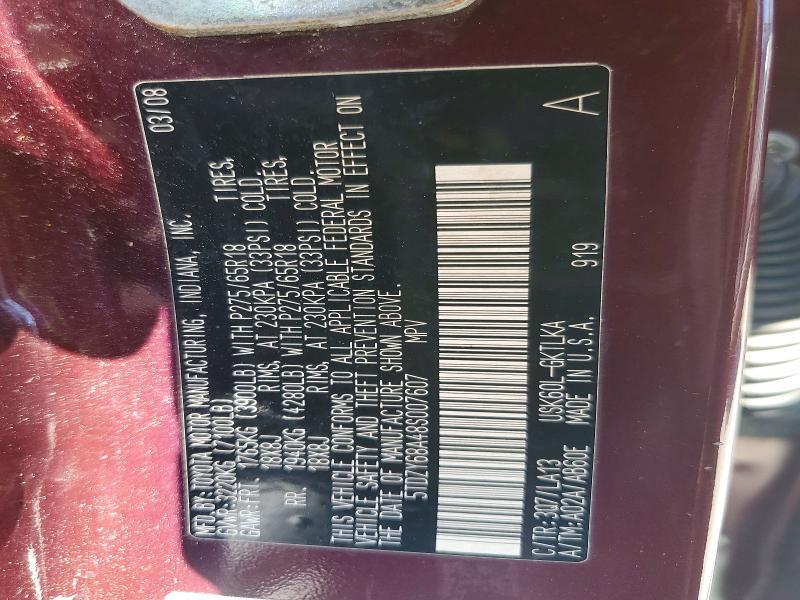 MFD. BY: TOYOTA MOTOR MANUFACTURING, INDIANA, INC. 03/08
GVWR: 3220KG (7100LB)
GAWR: FRT. 1765KG (3900LB) WITH P275/65R18 TIRES,
18X8J RIMS, AT 230KPA (33PSI) COLD
RR. 1940KG (4280LB) WITH P275/65R18 TIRES,
18X8J RIMS, AT 230KPA (33PSI) COLD
THIS VEHICLE CONFORMS TO ALL APPLICABLE FEDERAL MOTOR
VEHICLE SAFETY AND THEFT PREVENTION STANDARDS IN EFFECT ON
THE DATE OF MANUFACTURE SHOWN ABOVE.
5TDZY68A48S007607 MPV
C/TR: 3Q7/LA13 USK60L-GKTLKA A
A/TM: A02A/AB60E MADE IN U.S.A. 919